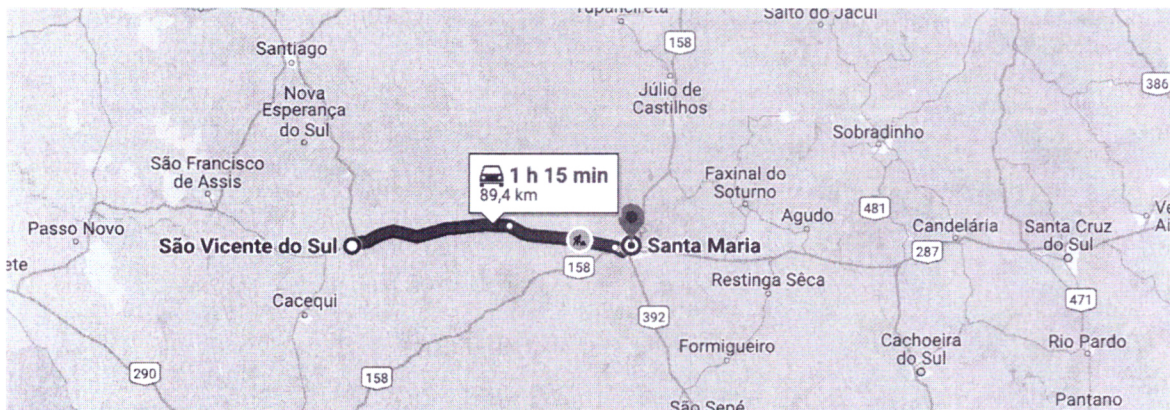 Tupanciretã
Salto do Jacuí
158
Santiago
386
Júlio de
Castilhos
Nova
Esperança
do Sul
Sobradinho
São Francisco
de Assis
1 h 15 min
89,4 km
Faxinal do
Soturno
481
Agudo
Passo Novo
Candelária
Santa Cruz
do Sul
São Vicente do Sul
Santa Maria
287
158
ete
Restinga Sêca
Cacequi
471
392
Formigueiro
Cachoeira
do Sul
Rio Pardo
290
158
São Sepé
Pantano